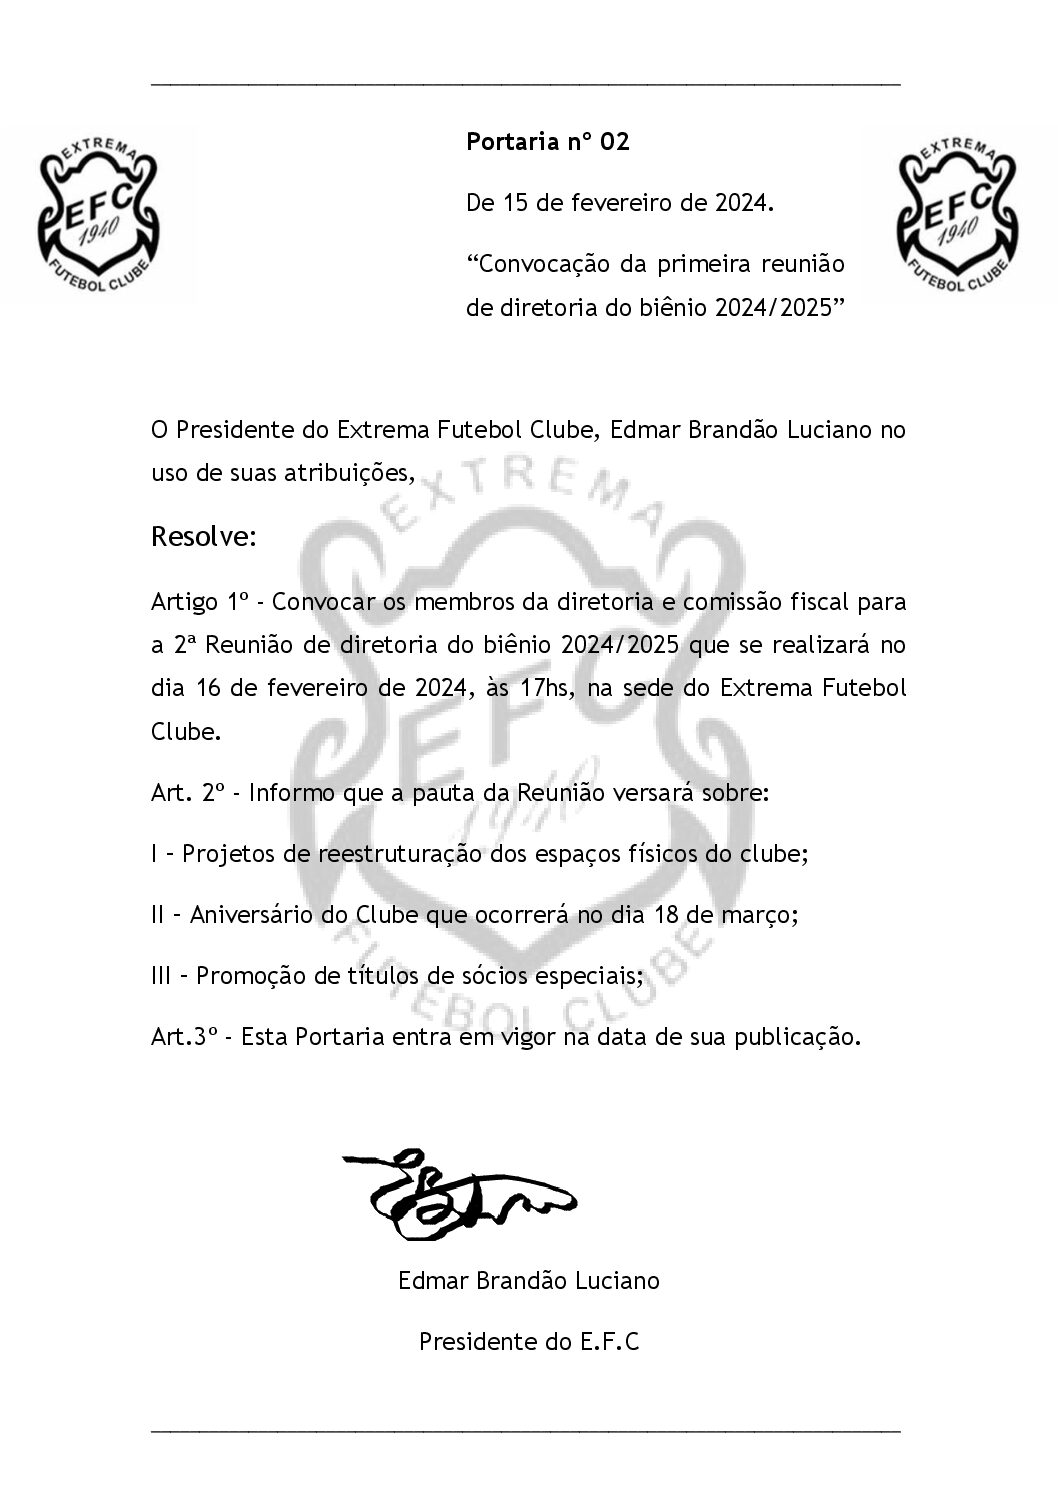 Portaria nº 02
De 15 de fevereiro de 2024.
“Convocação da primeira reunião
de diretoria do biênio 2024/2025”
EXTREMA
EFC
1940
FUTEBOL CLUBE
EXTREMA
EFC
1940
FUTEBOL CLUBE
O Presidente do Extrema Futebol Clube, Edmar Brandão Luciano no
uso de suas atribuições,
Resolve:
Artigo 1º - Convocar os membros da diretoria e comissão fiscal para
a 2ª Reunião de diretoria do biênio 2024/2025 que se realizará no
dia 16 de fevereiro de 2024, às 17hs, na sede do Extrema Futebol
Clube.
Art. 2º - Informo que a pauta da Reunião versará sobre:
I – Projetos de reestruturação dos espaços físicos do clube;
II – Aniversário do Clube que ocorrerá no dia 18 de março;
III – Promoção de títulos de sócios especiais;
Art.3º - Esta Portaria entra em vigor na data de sua publicação.
EXTREMA
EFC
1940
FUTEBOL CLUBE
Edmar Brandão Luciano
Presidente do E.F.C